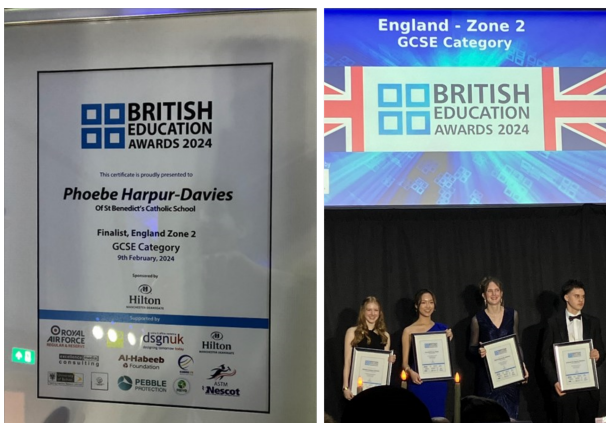 BRITISH
EDUCATION
AWARDS 2024
This certificate is proudly presented to
Phoebe Harpur-Davies
Of St Benedict's Catholic School
Finalist, England Zone 2
GCSE Category
9th February, 2024
Sponsored by
Hilton
Supported by
ROYAL
AIR FORCE
dsgnuk
Hilton
consulting
Al-Habeeb
Foundation
PEBBLE
PROTECTION
ASTM
Nescot
England - Zone 2
GCSE Category
BRITISH
EDUCATION
AWARDS 2024